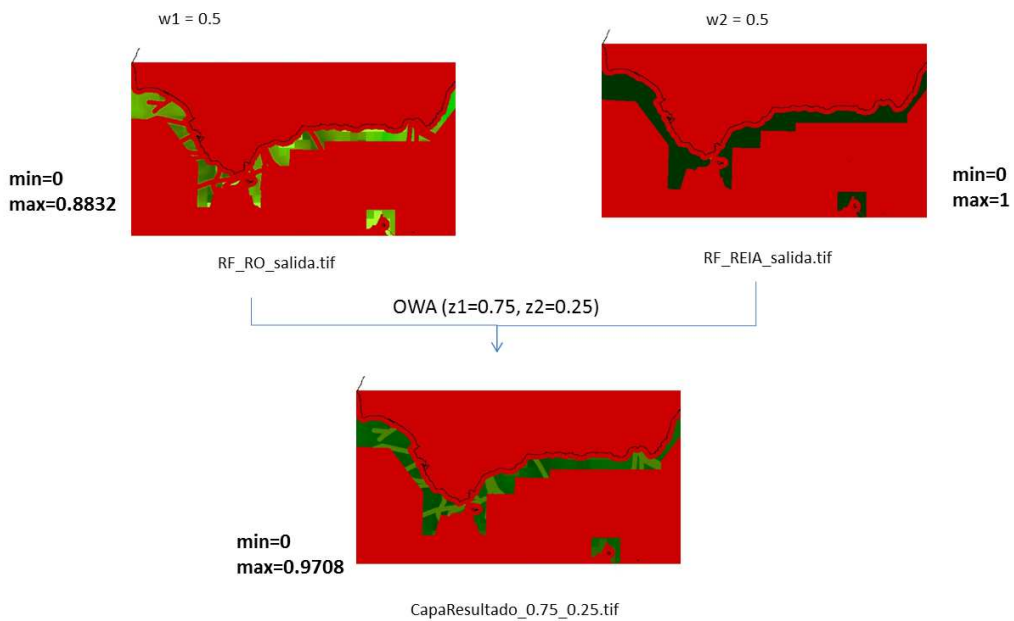 w1 = 0.5
w2 = 0.5
min=0
max=0.8832
min=0
max=1
RF_RO_salida.tif
RF_REIA_salida.tif
OWA (z1=0.75, z2=0.25)
min=0
max=0.9708
CapaResultado_0.75_0.25.tif